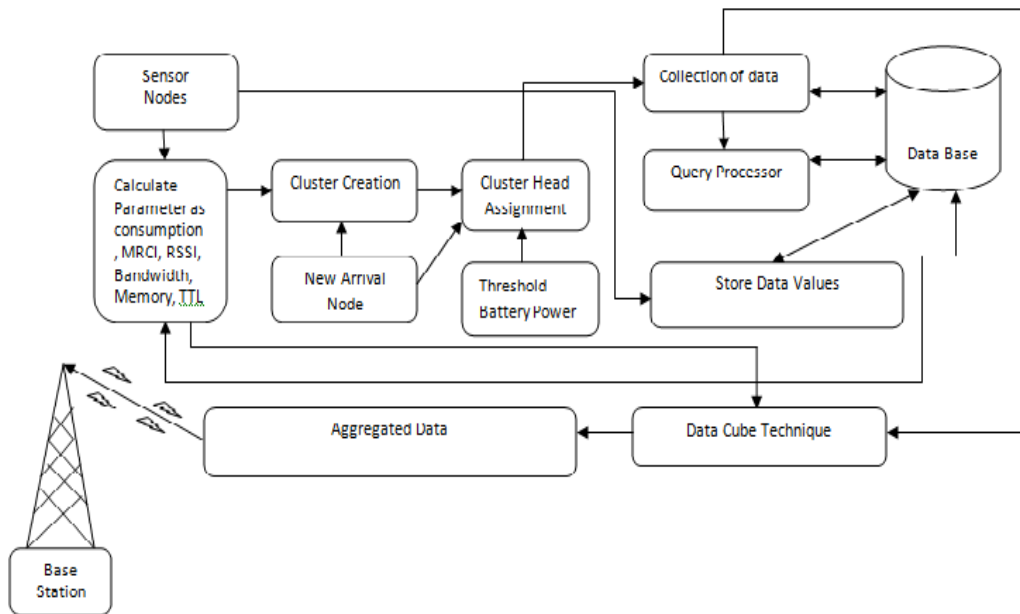 Sensor
Nodes
Collection of data
Data Base
Query Processor
Calculate
Parameter as
consumption
, MRCI, RSSI,
Bandwidth,
Memory, TTL
Cluster Creation
Cluster Head
Assignment
New Arrival
Node
Threshold
Battery Power
Store Data Values
Aggregated Data
Data Cube Technique
Base
Station